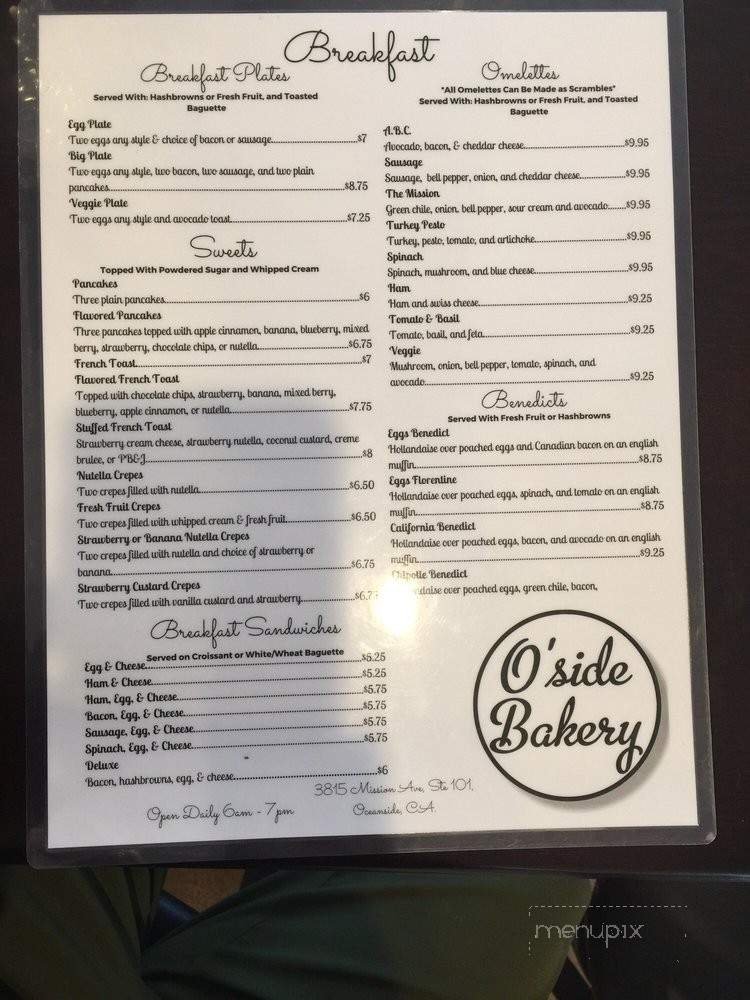 Breakfast
Breakfast Plates
Served With: Hashbrowns or Fresh Fruit, and Toasted
Baguette
Egg Plate
Two eggs any style & choice of bacon or sausage....$7
Big Plate
Two eggs any style, two bacon, two sausage, and two plain
pancakes....$8.75
Veggie Plate
Two eggs any style and avocado toast....$7.25
Sweets
Topped With Powdered Sugar and Whipped Cream
Pancakes
Three plain pancakes....$6
Flavored Pancakes
Three pancakes topped with apple cinnamon, banana, blueberry, mixed
berry, strawberry, chocolate chips, or nutella....$6.75
French Toast....$7
Flavored French Toast
Topped with chocolate chips, strawberry, banana, mixed berry,
blueberry, apple cinnamon, or nutella....$7.75
Stuffed French Toast
Strawberry cream cheese, strawberry nutella, coconut custard, creme
brulee, or PB&J....$8
Nutella Crepes
Two crepes filled with nutella....$6.50
Fresh Fruit Crepes
Two crepes filled with whipped cream & fresh fruit....$6.50
Strawberry or Banana Nutella Crepes
Two crepes filled with nutella and choice of strawberry or
banana....$6.75
Strawberry Custard Crepes
Two crepes filled with vanilla custard and strawberry....
Breakfast Sandwiches
Served on Croissant or White/Wheat Baguette
Egg & Cheese....$5.25
Ham & Cheese....$5.25
Ham, Egg, & Cheese....$5.75
Bacon, Egg, & Cheese....$5.75
Sausage, Egg, & Cheese....$5.75
Spinach, Egg, & Cheese....$5.75
Deluxe
Bacon, hashbrowns, egg, & cheese....$6
Omelettes
*All Omelettes Can Be Made as Scrambles*
Served With: Hashbrowns or Fresh Fruit, and Toasted
Baguette
A.B.C.
Avocado, bacon, & cheddar cheese....$9.95
Sausage
Sausage, bell pepper, onion, and cheddar cheese....$9.95
The Mission
Green chile, onion, bell pepper, sour cream and avocado....$9.95
Turkey Pesto
Turkey, pesto, tomato, and artichoke....$9.95
Spinach
Spinach, mushroom, and blue cheese....$9.95
Ham
Ham and swiss cheese....$9.25
Tomato & Basil
Tomato, basil, and feta....$9.25
Veggie
Mushroom, onion, bell pepper, tomato, spinach, and
avocado....$9.25
Benedicts
Served With Fresh Fruit or Hashbrowns
Eggs Benedict
Hollandaise over poached eggs and Canadian bacon on an english
muffin....$8.75
Eggs Florentine
Hollandaise over poached eggs, spinach, and tomato on an english
muffin....$8.75
California Benedict
Hollandaise over poached eggs, bacon, and avocado on an english
muffin....$9.25
Chipotle Benedict
over poached eggs, green chile, bacon,
O'side
Bakery
3815 Mission Ave, Ste 101,
Oceanside, CA.
Open Daily 6am - 7pm
menupix